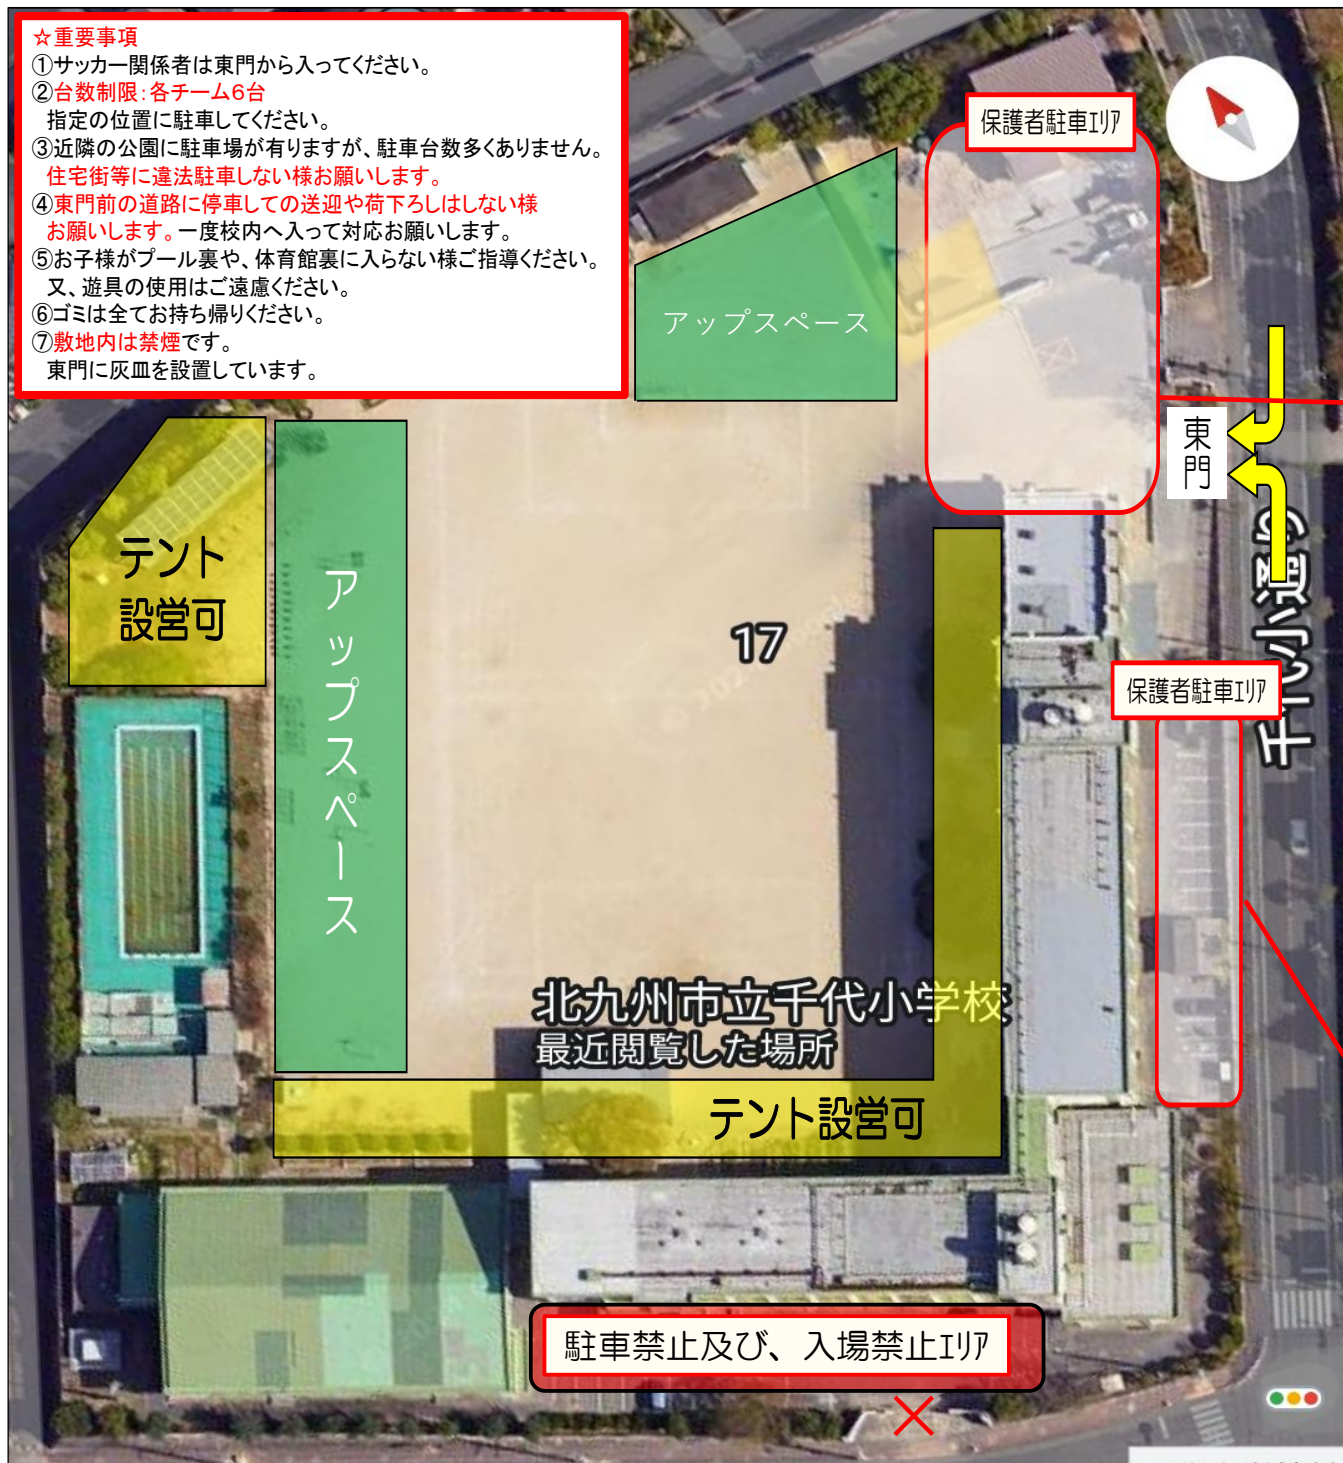 ☆重要事項
①サッカー関係者は東門から入ってください。
②台数制限：各チーム6台
指定の位置に駐車してください。
③近隣の公園に駐車場が有りますが、駐車台数多くありません。
住宅街等に違法駐車しない様お願いします。
④東門前の道路に停車しての送迎や荷下ろしはしない様
お願いします。一度校内へ入って対応お願いします。
⑤お子様がプール裏や、体育館裏に入らない様ご指導ください。
又、遊具の使用はご遠慮ください。
⑥ゴミは全てお持ち帰りください。
⑦敷地内は禁煙です。
東門に灰皿を設置しています。
保護者駐車エリア
アップスペース
東門
テント
設営可
アップスペース
17
千代小通り
保護者駐車エリア
北九州市立千代小学校
最近閲覧した場所
テント設営可
駐車禁止及び、入場禁止エリア